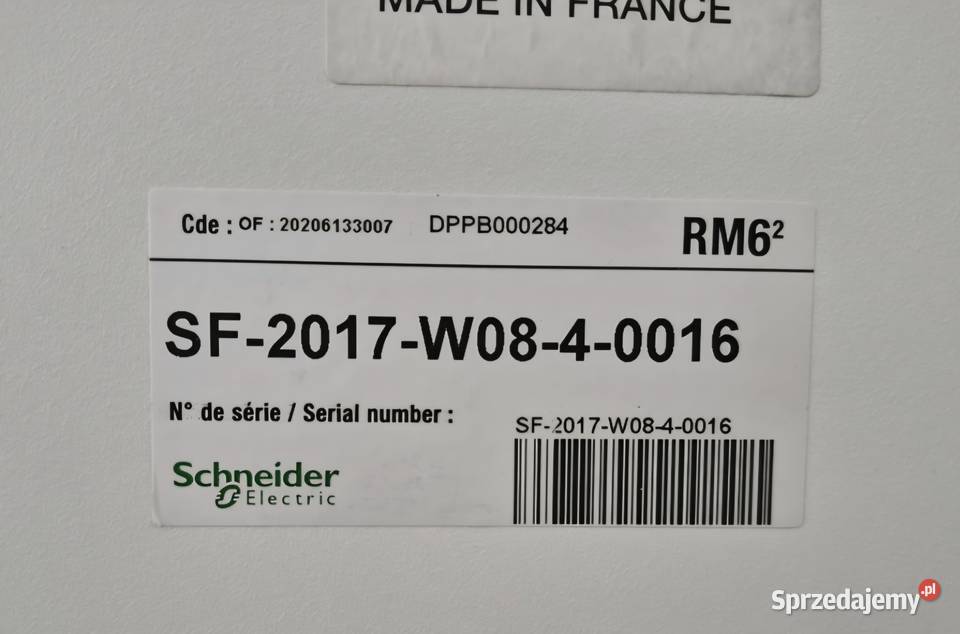 MADE IN FRANCE
Cde : OF : 20206133007 DPPB000284 RM6²
SF-2017-W08-4-0016
N° de série / Serial number :
SF-2017-W08-4-0016
Schneider
Electric
Sprzedajemy.pl